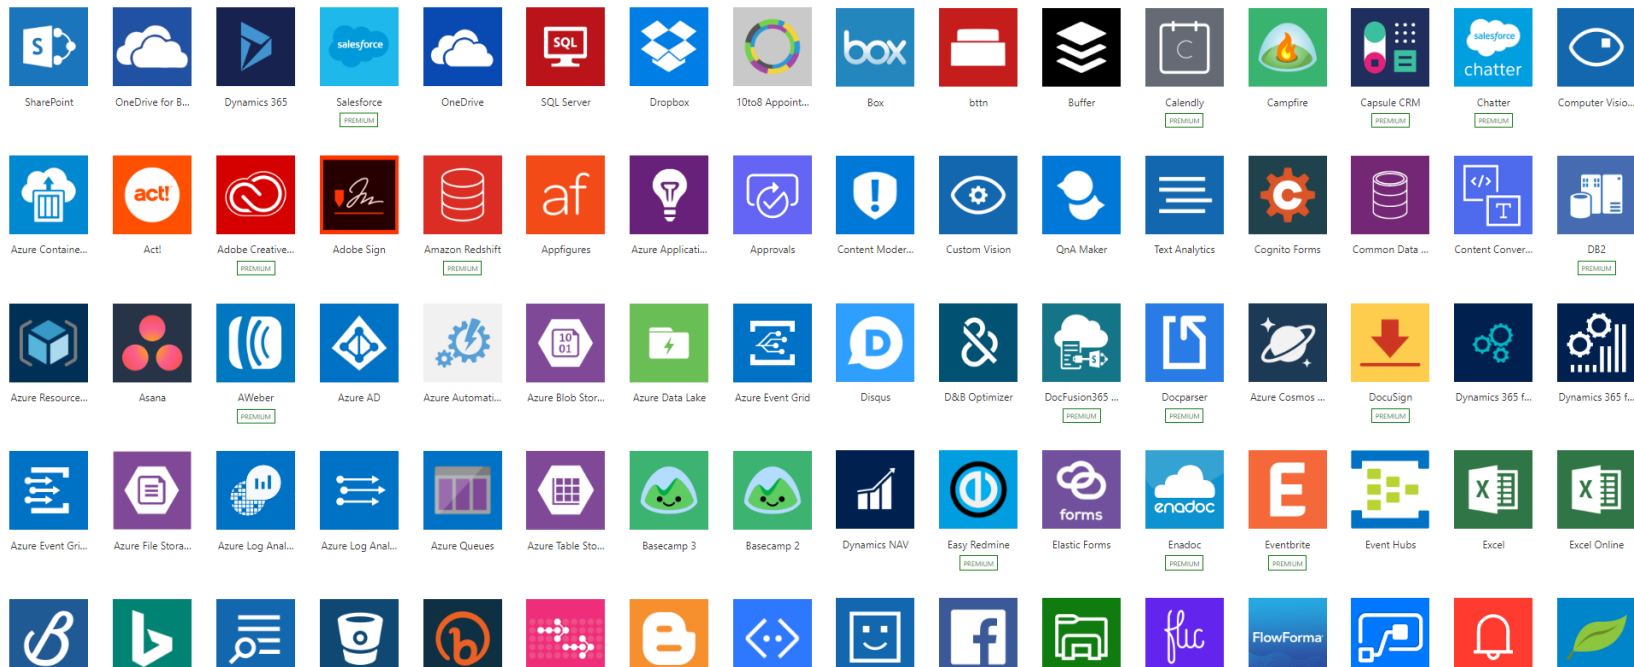 S
salesforce
SQL
box
C
salesforce
chatter
SharePoint
OneDrive for B...
Dynamics 365
Salesforce
OneDrive
SQL Server
Dropbox
10to8 Appoint...
Box
bttn
Buffer
Calendly
Campfire
Capsule CRM
Chatter
Computer Visio...
PREMIUM
PREMIUM
PREMIUM
PREMIUM
act!
af
</>
T
Azure Containe...
Act!
Adobe Creative...
Adobe Sign
Amazon Redshift
Appfigures
Azure Applicati...
Approvals
Content Moder...
Custom Vision
QnA Maker
Text Analytics
Cognito Forms
Common Data ...
Content Conver...
DB2
PREMIUM
PREMIUM
PREMIUM
10
01
D
S
Azure Resource...
Asana
AWeber
Azure AD
Azure Automati...
Azure Blob Stor...
Azure Data Lake
Azure Event Grid
Disqus
D&B Optimizer
DocFusion365 ...
Docparser
Azure Cosmos ...
DocuSign
Dynamics 365 f...
Dynamics 365 f...
PREMIUM
PREMIUM
PREMIUM
PREMIUM
forms
enadoc
E
X
X
Azure Event Gri...
Azure File Stora...
Azure Log Anal...
Azure Log Anal...
Azure Queues
Azure Table Sto...
Basecamp 3
Basecamp 2
Dynamics NAV
Easy Redmine
Elastic Forms
Enadoc
Eventbrite
Event Hubs
Excel
Excel Online
PREMIUM
PREMIUM
PREMIUM
B
b
b
B
f
flic
FlowForma